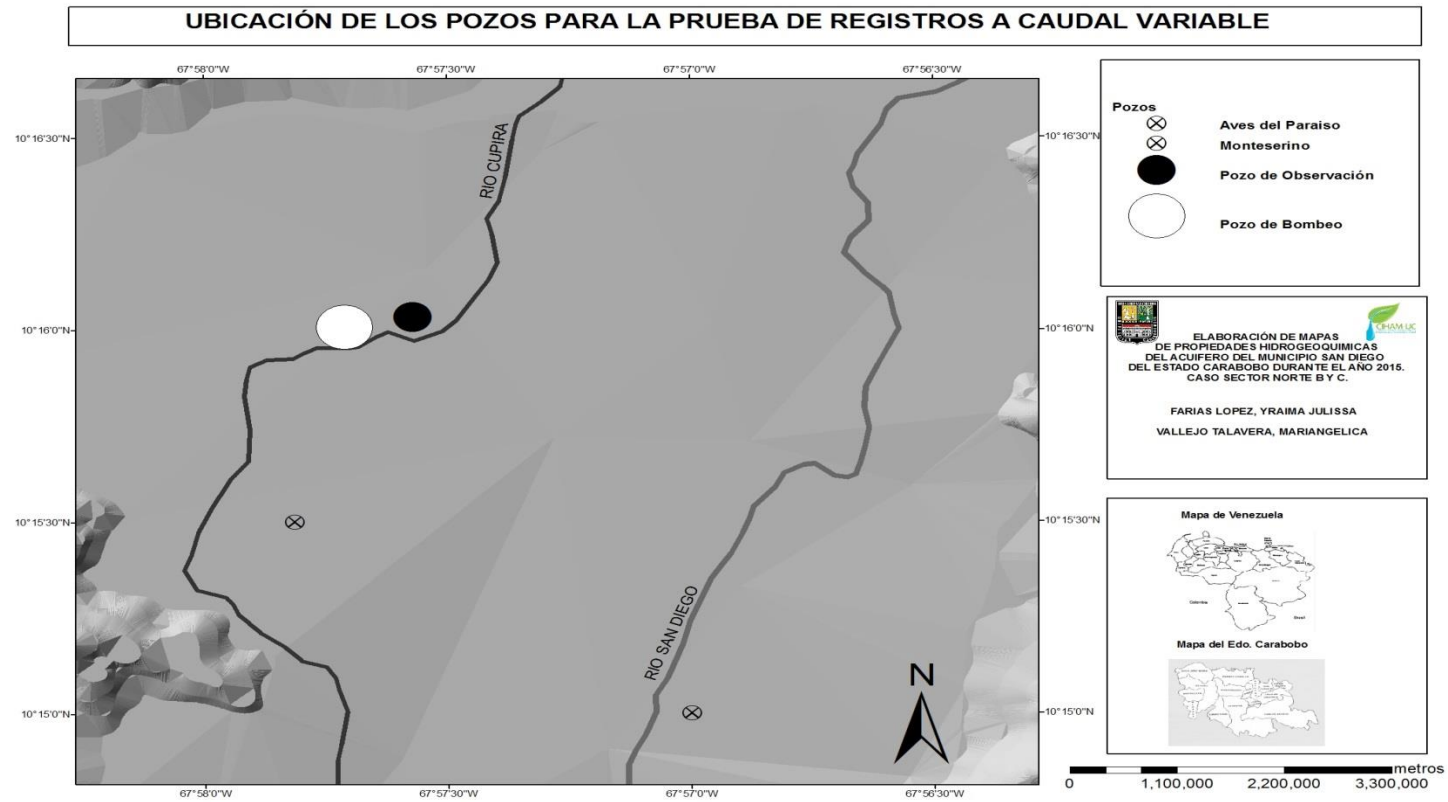 UBICACIÓN DE LOS POZOS PARA LA PRUEBA DE REGISTROS A CAUDAL VARIABLE
67°58'0"W
67°57'30"W
67°57'0"W
67°56'30"W
10°16'30"N
10°16'30"N
RIO CUPIRA
10°16'0"N
10°16'0"N
10°15'30"N
10°15'30"N
RIO SAN DIEGO
N
10°15'0"N
10°15'0"N
67°58'0"W
67°57'30"W
67°57'0"W
67°56'30"W
Pozos
Aves del Paraiso
Monteserino
Pozo de Observación
Pozo de Bombeo
CIHAM UC
ELABORACIÓN DE MAPAS
DE PROPIEDADES HIDROGEOQUIMICAS
DEL ACUIFERO DEL MUNICIPIO SAN DIEGO
DEL ESTADO CARABOBO DURANTE EL AÑO 2015.
CASO SECTOR NORTE B Y C.
FARIAS LOPEZ, YRAIMA JULISSA
VALLEJO TALAVERA, MARIANGELICA
Mapa de Venezuela
Colombia
Brasil
Mapa del Edo. Carabobo
metros
0 1,100,000 2,200,000 3,300,000